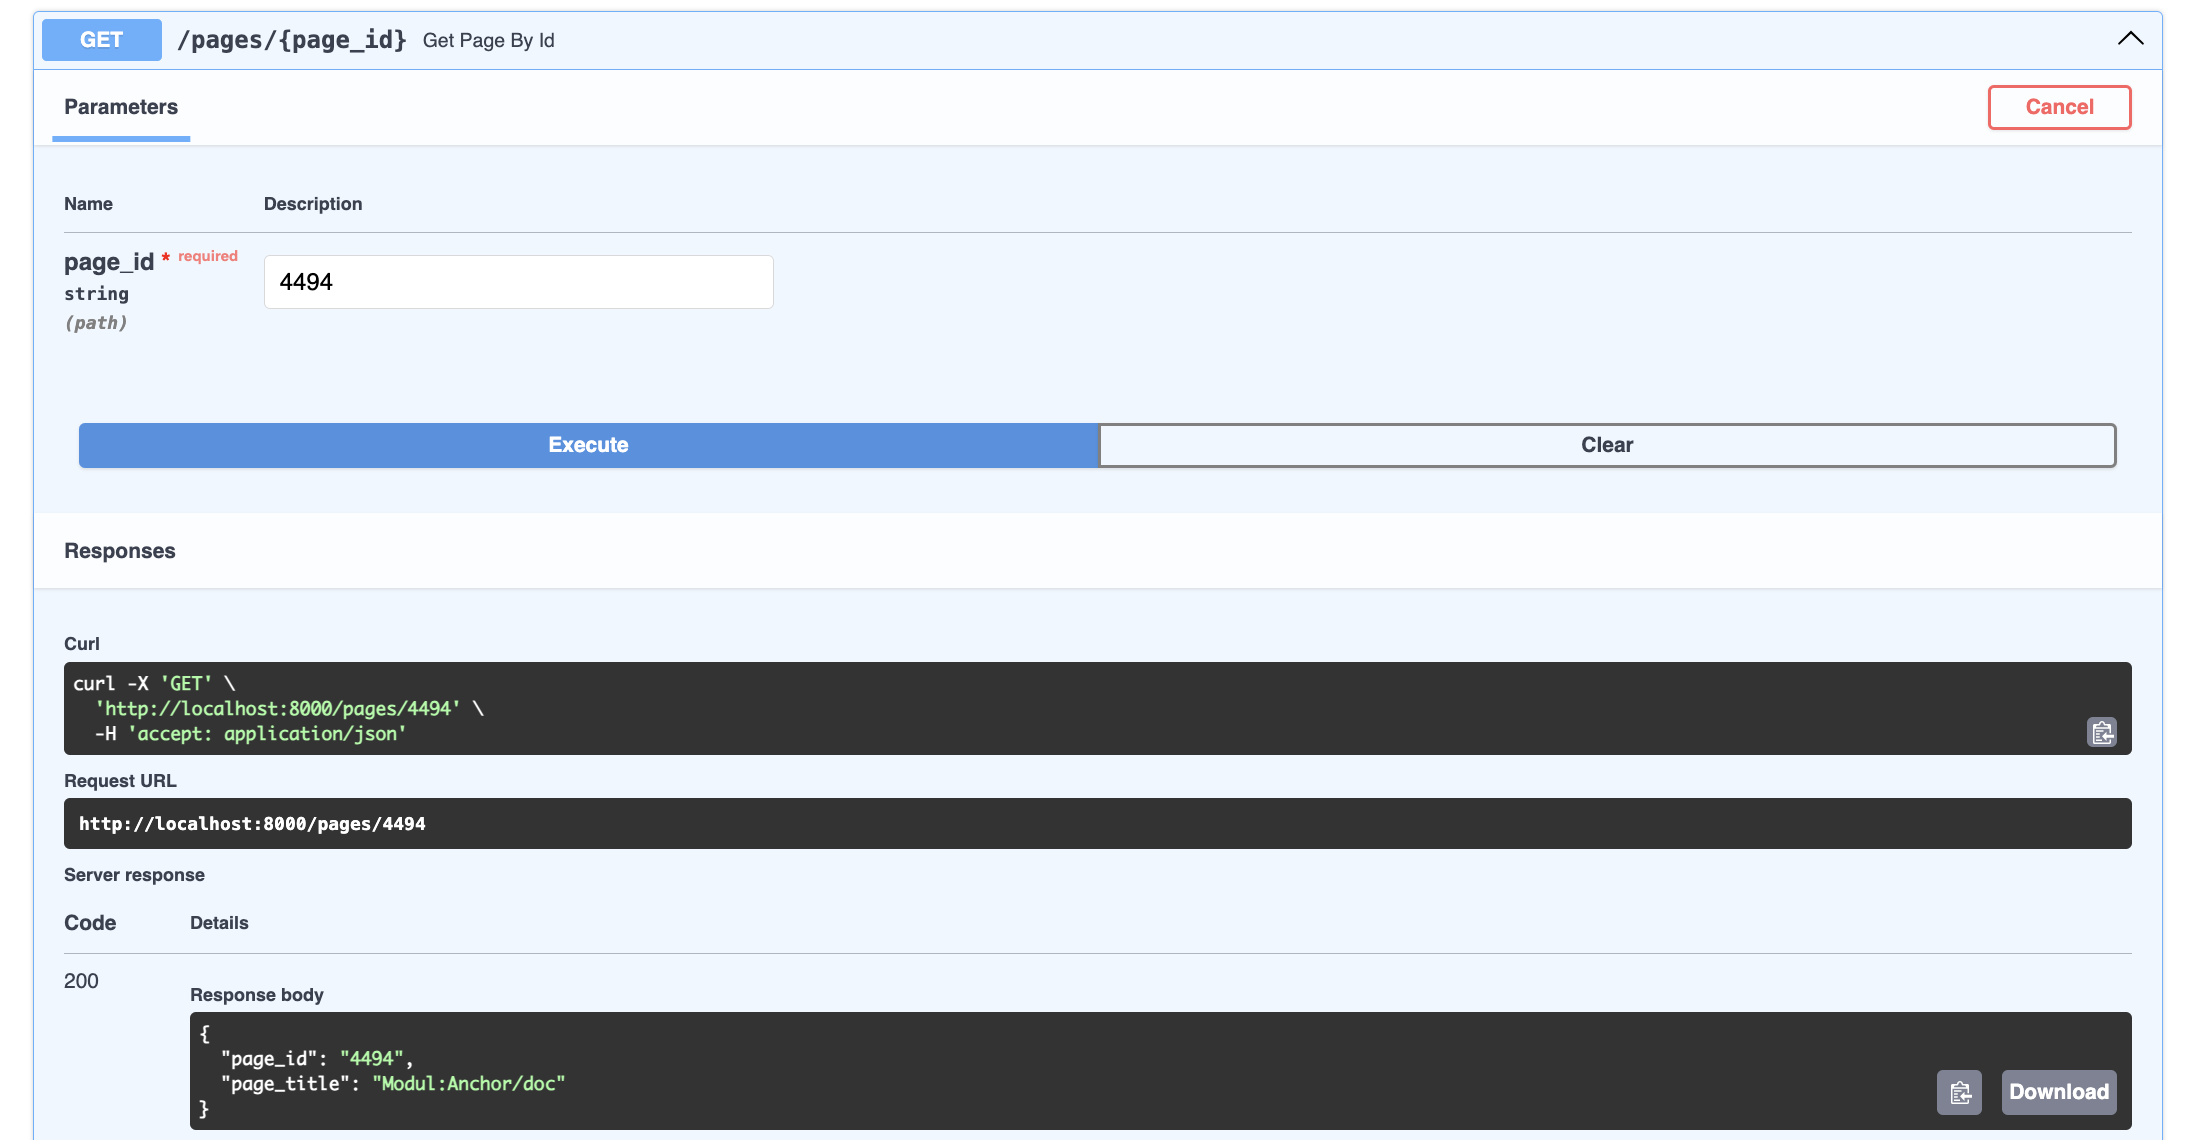 GET /pages/{page_id} Get Page By Id
Parameters
Cancel
Name Description
page_id * required
string
(path)
4494
Execute
Clear
Responses
Curl
curl -X 'GET' \
  'http://localhost:8000/pages/4494' \
  -H 'accept: application/json'
Request URL
http://localhost:8000/pages/4494
Server response
Code Details
200
Response body
{
  "page_id": "4494",
  "page_title": "Modul:Anchor/doc"
}
Download